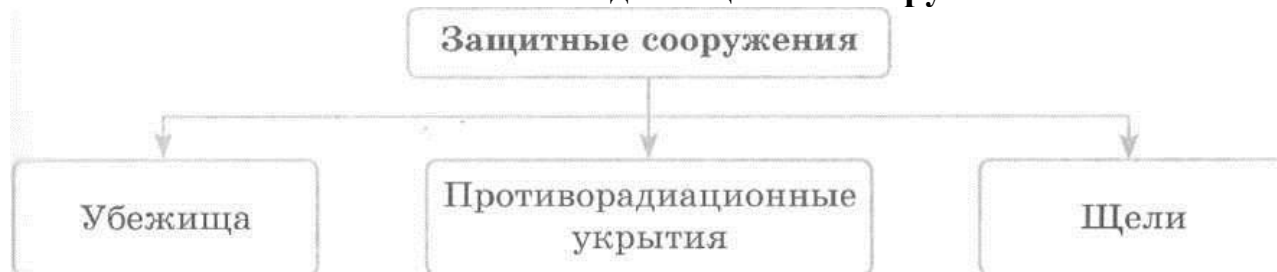 Защитные сооружения
Убежища
Противорадиационные
укрытия
Щели